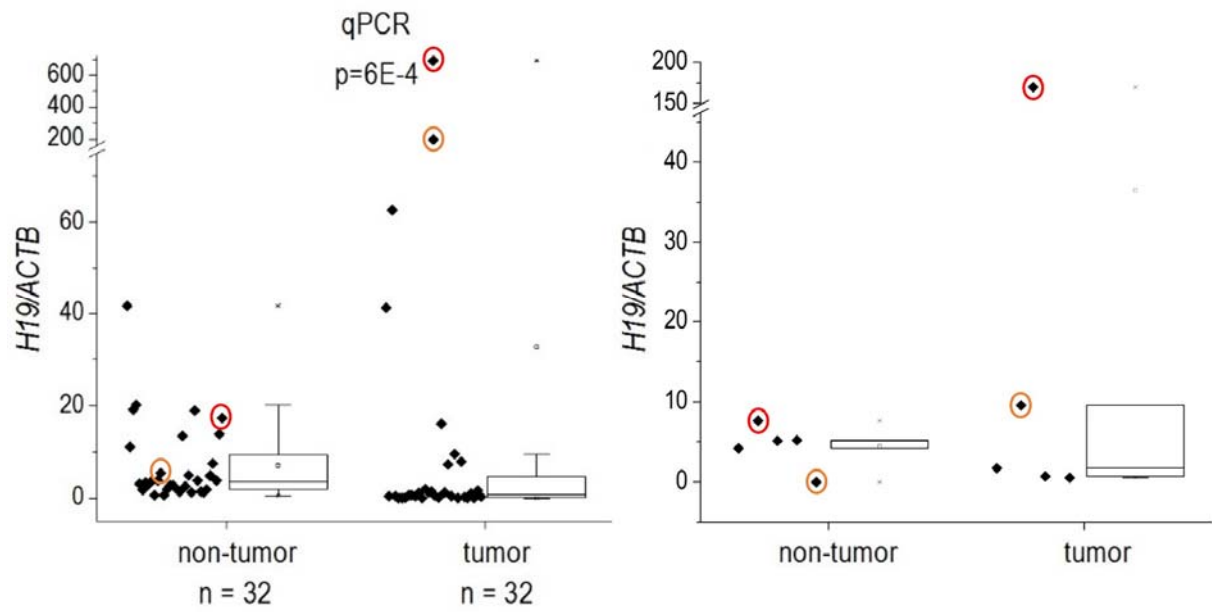 qPCR
p=6E-4
H19/ACTB
600
400
200
60
40
20
0
non-tumor
n = 32
tumor
n = 32
H19/ACTB
200
150
40
30
20
10
0
non-tumor
tumor